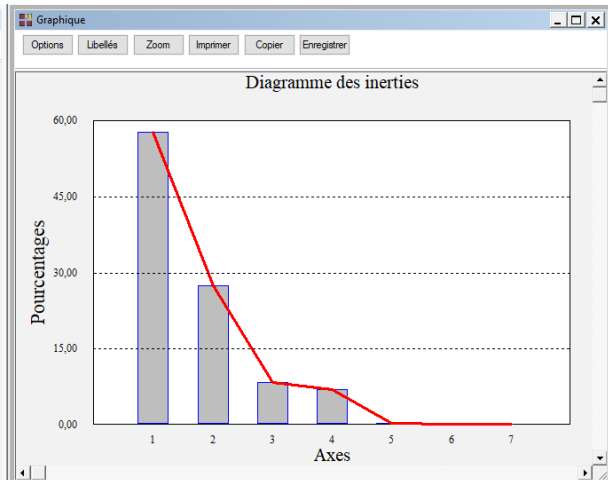 Graphique
Options Libellés Zoom Imprimer Copier Enregistrer
Diagramme des inerties
60,00
45,00
30,00
15,00
0,00
Pourcentages
1 2 3 4 5 6 7
Axes